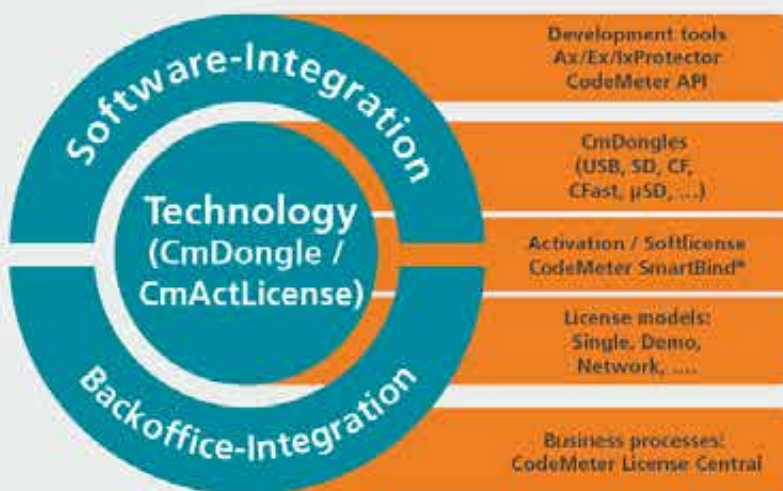 Software-Integration
Technology
(CmDongle /
CmActLicense)
Backoffice-Integration
Development tools
Ax/Ex/IxProtector
CodeMeter API
CmDongles
(USB, SD, CF,
CFast, µSD, ...)
Activation / Softlicense
CodeMeter SmartBind®
License models:
Single, Demo,
Network, ....
Business processes:
CodeMeter License Central